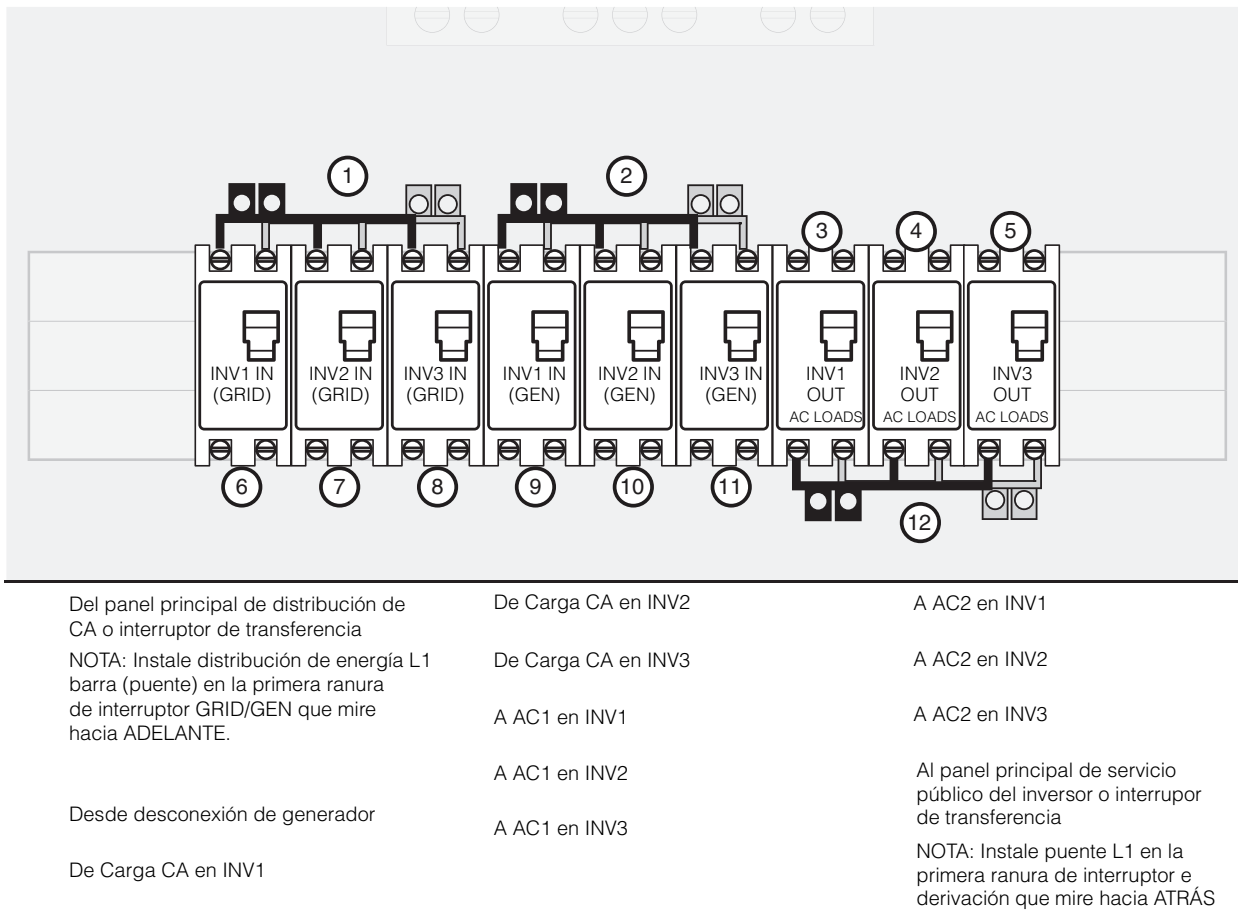 1
2
3
4
5
INV1 IN
(GRID)
INV2 IN
(GRID)
INV3 IN
(GRID)
INV1 IN
(GEN)
INV2 IN
(GEN)
INV3 IN
(GEN)
INV1
OUT
AC LOADS
INV2
OUT
AC LOADS
INV3
OUT
AC LOADS
6
7
8
9
10
11
12
Del panel principal de distribución de
CA o interruptor de transferencia
NOTA: Instale distribución de energía L1
barra (puente) en la primera ranura
de interruptor GRID/GEN que mire
hacia ADELANTE.
Desde desconexión de generador
De Carga CA en INV1
De Carga CA en INV2
De Carga CA en INV3
A AC1 en INV1
A AC1 en INV2
A AC1 en INV3
A AC2 en INV1
A AC2 en INV2
A AC2 en INV3
Al panel principal de servicio
público del inversor o interrupor
de transferencia
NOTA: Instale puente L1 en la
primera ranura de interruptor e
derivación que mire hacia ATRÁS